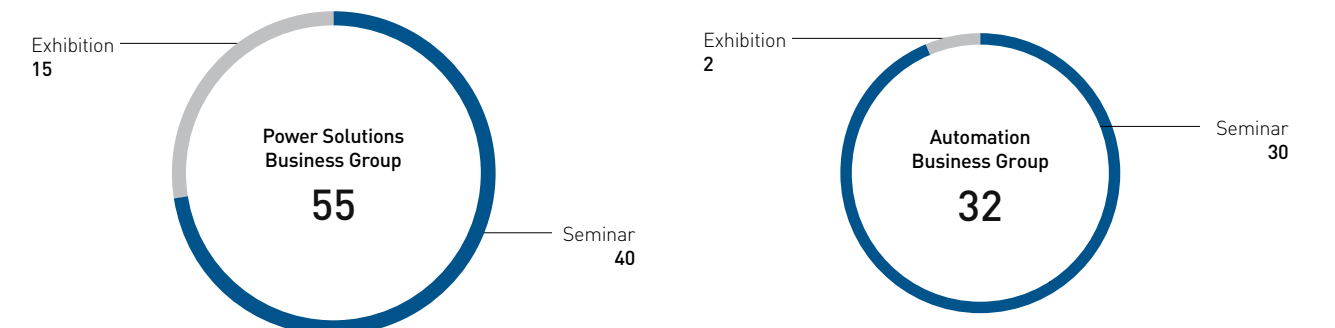 Exhibition
15
Power Solutions
Business Group
55
Seminar
40
Exhibition
2
Automation
Business Group
32
Seminar
30